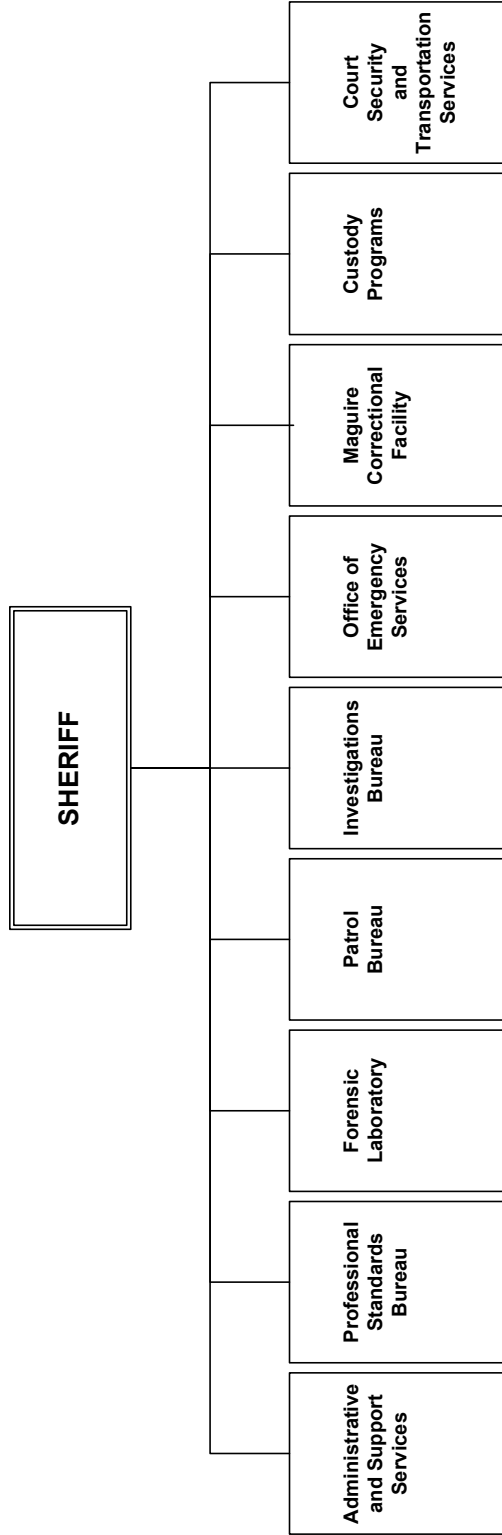 SHERIFF
Administrative
and Support
Services
Professional
Standards
Bureau
Forensic
Laboratory
Patrol
Bureau
Investigations
Bureau
Office of
Emergency
Services
Maguire
Correctional
Facility
Custody
Programs
Court
Security
and
Transportation
Services